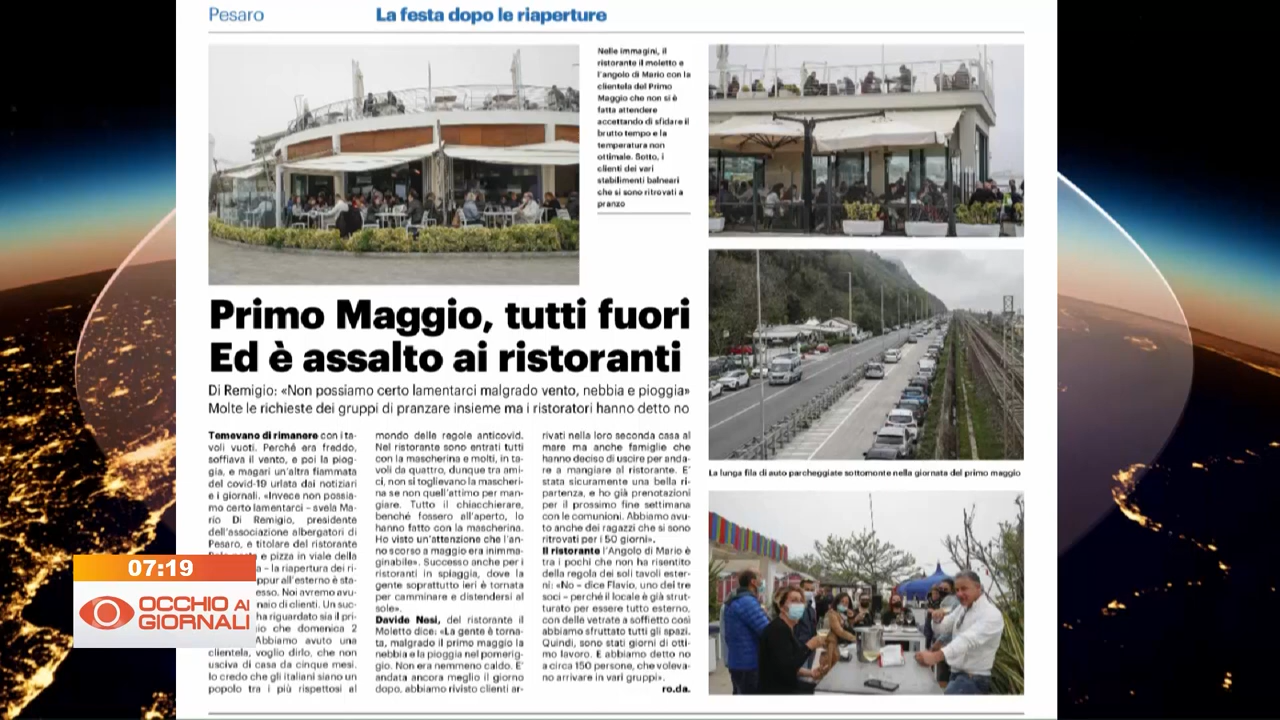 Pesaro
La festa dopo le riaperture
Nelle immagini, il
ristorante il moletto e
l'angolo di Mario con la
clientela del Primo
Maggio che non si è
fatta attendere
accettando di sfidare il
brutto tempo e la
temperatura non
ottimale. Sotto, i
clienti dei vari
stabilimenti balneari
che si sono ritrovati a
pranzo
Primo Maggio, tutti fuori
Ed è assalto ai ristoranti
Di Remigio: «Non possiamo certo lamentarci malgrado vento, nebbia e pioggia»
Molte le richieste dei gruppi di pranzare insieme ma i ristoratori hanno detto no
Temevano di rimanere con i ta-
voli vuoti. Perché era freddo,
soffiava il vento, e poi la piog-
gia, e magari un'altra fiammata
del covid-19 urlata dai notiziari
e i giornali. «Invece non possia-
mo certo lamentarci – svela Ma-
rio Di Remigio, presidente
dell'associazione albergatori di
Pesaro, e titolare del ristorante
e pizza in viale della
– la riapertura dei ri-
ppur all'esterno è sta-
esso. Noi avremo avu-
naio di clienti. Un suc-
ha riguardato sia il pri-
io che domenica 2
Abbiamo avuto una
clientela, voglio dirlo, che non
usciva di casa da cinque mesi.
Io credo che gli italiani siano un
popolo tra i più rispettosi al
mondo delle regole anticovid.
Nel ristorante sono entrati tutti
con la mascherina e molti, in ta-
voli da quattro, dunque tra ami-
ci, non si toglievano la mascheri-
na se non quell'attimo per man-
giare. Tutto il chiacchierare,
benché fossero all'aperto, lo
hanno fatto con la mascherina.
Ho visto un'attenzione che l'an-
no scorso a maggio era inimma-
ginabile». Successo anche per i
ristoranti in spiaggia, dove la
gente soprattutto ieri è tornata
per camminare e distendersi al
sole».
Davide Nesi, del ristorante il
Moletto dice: «La gente è torna-
ta, malgrado il primo maggio la
nebbia e la pioggia nel pomerig-
gio. Non era nemmeno caldo. E'
andata ancora meglio il giorno
dopo, abbiamo rivisto clienti ar-
rivati nella loro seconda casa al
mare ma anche famiglie che
hanno deciso di uscire per anda-
re a mangiare al ristorante. E'
stata sicuramente una bella ri-
partenza, e ho già prenotazioni
per il prossimo fine settimana
con le comunioni. Abbiamo avu-
to anche dei ragazzi che si sono
ritrovati per i 50 giorni».
Il ristorante l'Angolo di Mario è
tra i pochi che non ha risentito
della regola dei soli tavoli ester-
ni: «No – dice Flavio, uno dei tre
soci – perché il locale è già strut-
turato per essere tutto esterno,
con delle vetrate a soffietto così
abbiamo sfruttato tutti gli spazi.
Quindi, sono stati giorni di otti-
mo lavoro. E abbiamo detto no
a circa 150 persone, che voleva-
no arrivare in vari gruppi».
ro.da.
La lunga fila di auto parcheggiate sottomonte nella giornata del primo maggio
07:19
OCCHIO AI
GIORNALI